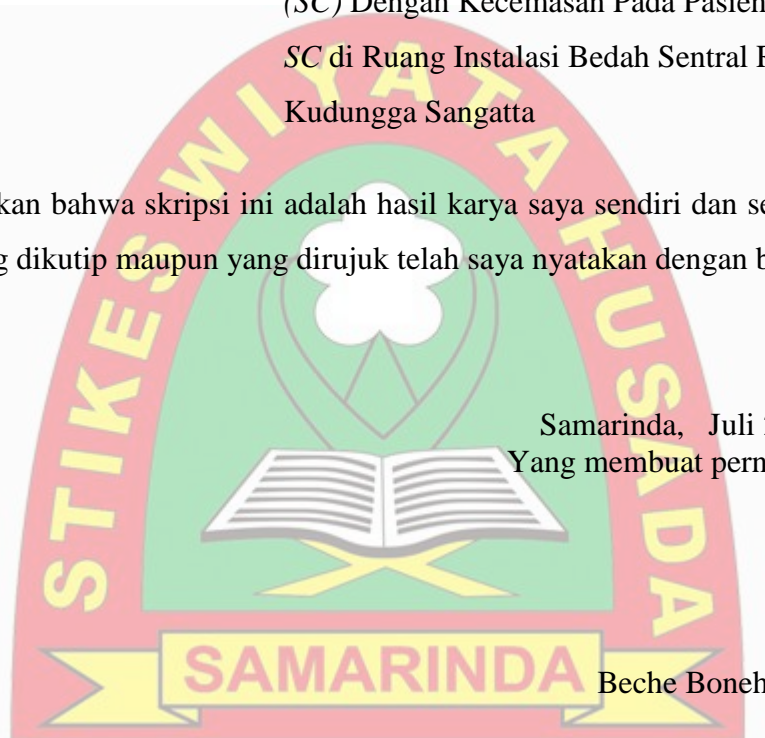 (SC) Dengan Kecemasan Pada Pasien
SC di Ruang Instalasi Bedah Sentral
Kudungga Sangatta
kan bahwa skripsi ini adalah hasil karya saya sendiri dan
dikutip maupun yang dirujuk telah saya nyatakan dengan
Samarinda, Juli
Yang membuat
Beche Boneh
STIKES WIYATA HUSADA
SAMARINDA